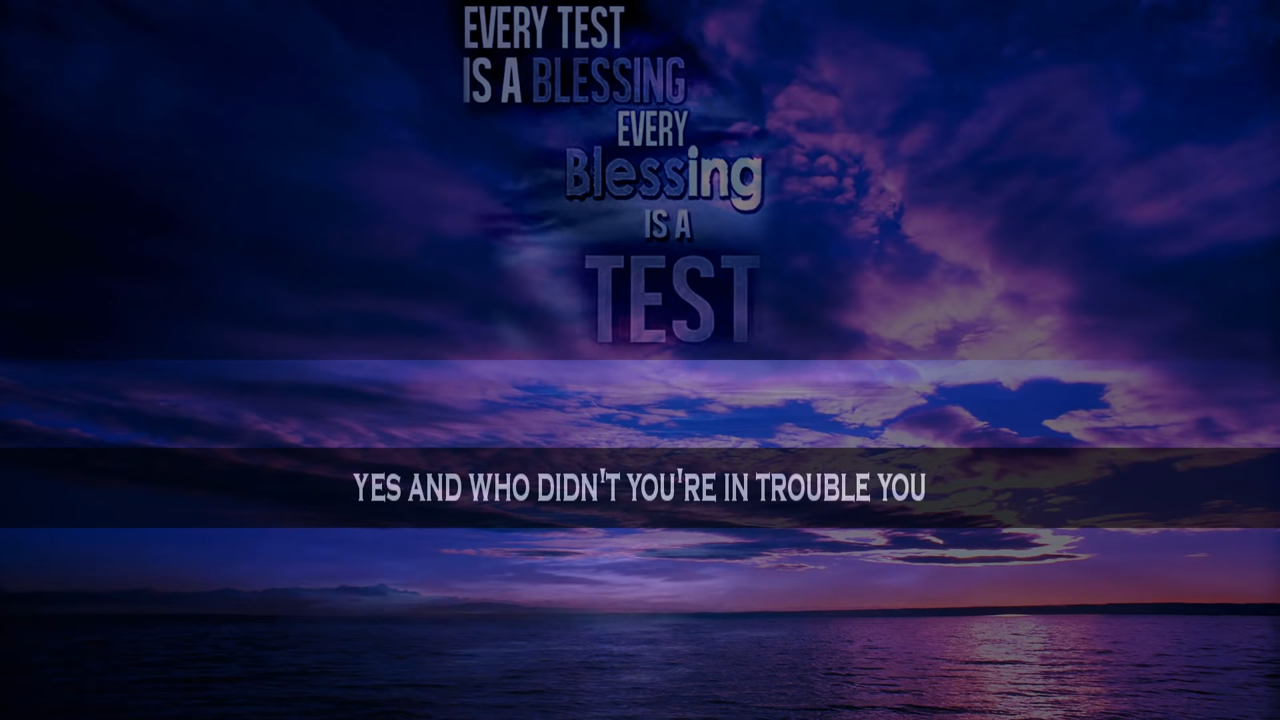 EVERY TEST
IS A BLESSING
EVERY
Blessing
IS A
TEST
YES AND WHO DIDN'T YOU'RE IN TROUBLE YOU